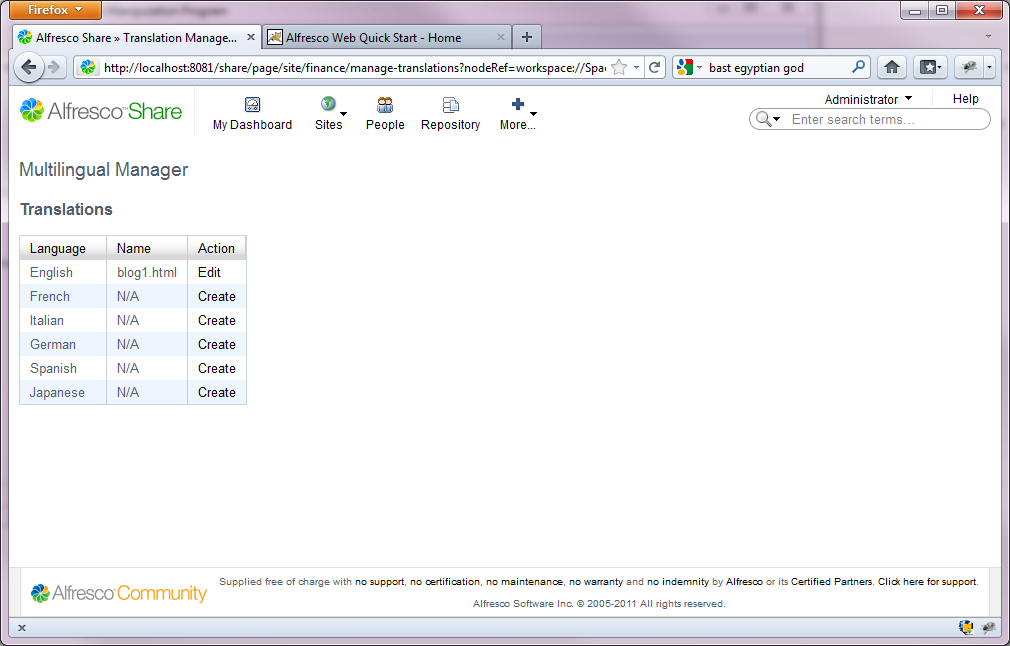 Firefox
Manipulation Program
Alfresco Share » Translation Manage...
Alfresco Web Quick Start - Home
http://localhost:8081/share/page/site/finance/manage-translations?nodeRef=workspace://Spa
bast egyptian god
Alfresco Share
My Dashboard
Sites
People
Repository
More...
Administrator
Help
Enter search terms...
Multilingual Manager
Translations
Language Name Action
English blog1.html Edit
French N/A Create
Italian N/A Create
German N/A Create
Spanish N/A Create
Japanese N/A Create
Alfresco Community
Supplied free of charge with no support, no certification, no maintenance, no warranty and no indemnity by Alfresco or its Certified Partners. Click here for support.
Alfresco Software Inc. © 2005-2011 All rights reserved.